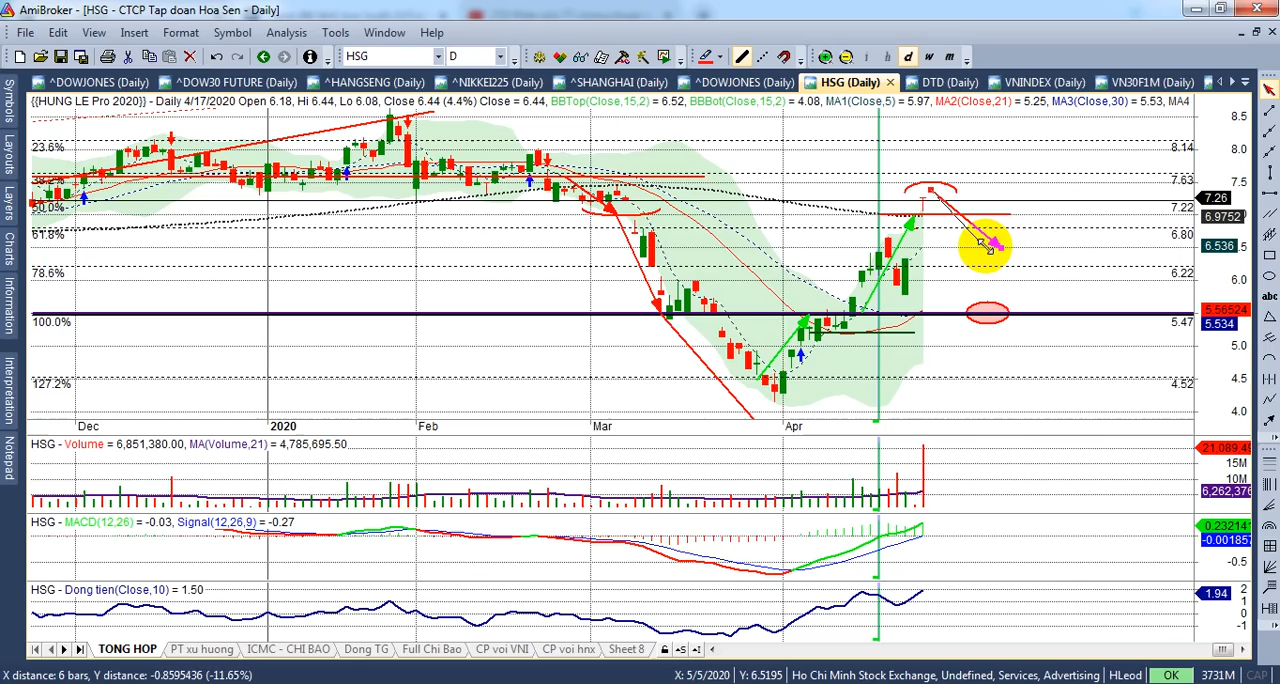 AmiBroker - [HSG - CTCP Tap doan Hoa Sen - Daily]
File Edit View Insert Format Symbol Analysis Tools Window Help
HSG D i h d w m
^DOWJONES (Daily) ^DOW30 FUTURE (Daily) ^HANGSENG (Daily) ^NIKKEI225 (Daily) ^SHANGHAI (Daily) ^DOWJONES (Daily) HSG (Daily) DTD (Daily) VNINDEX (Daily) VN30F1M (Daily)
Symbols
Layouts
Layers
Charts
Information
Interpretation
Notepad
{{HUNG LE Pro 2020}} - Daily 4/17/2020 Open 6.18, Hi 6.44, Lo 6.08, Close 6.44 (4.4%) Close = 6.44, BBTop(Close,15,2) = 6.52, BBBot(Close,15,2) = 4.08, MA1(Close,5) = 5.97, MA2(Close,21) = 5.25, MA3(Close,30) = 5.53, MA4
8.5
23.6% 8.14 8.0
7.63 7.5
50.0% 7.22 7.26
6.9752
61.8% 6.80
6.536
78.6% 6.22 6.0
5.56524
100.0% 5.47 5.534
5.0
127.2% 4.52 4.5
4.0
Dec 2020 Feb Mar Apr
HSG - Volume = 6,851,380.00, MA(Volume,21) = 4,785,695.50
21,089.4
15M
10M
6,262,376
HSG - MACD(12,26) = -0.03, Signal(12,26,9) = -0.27
0.232141
-0.001857
-0.5
HSG - Dong tien(Close,10) = 1.50
2
1.94
1
0
-1
TONG HOP PT xu huong ICMC - CHI BAO Dong TG Full Chi Bao CP voi VNI CP voi hnx Sheet 8
X distance: 6 bars, Y distance: -0.8595436 (-11.65%) X: 5/5/2020 Y: 6.5195 Ho Chi Minh Stock Exchange, Undefined, Services, Advertising HLeod OK 3731M CAP
abc